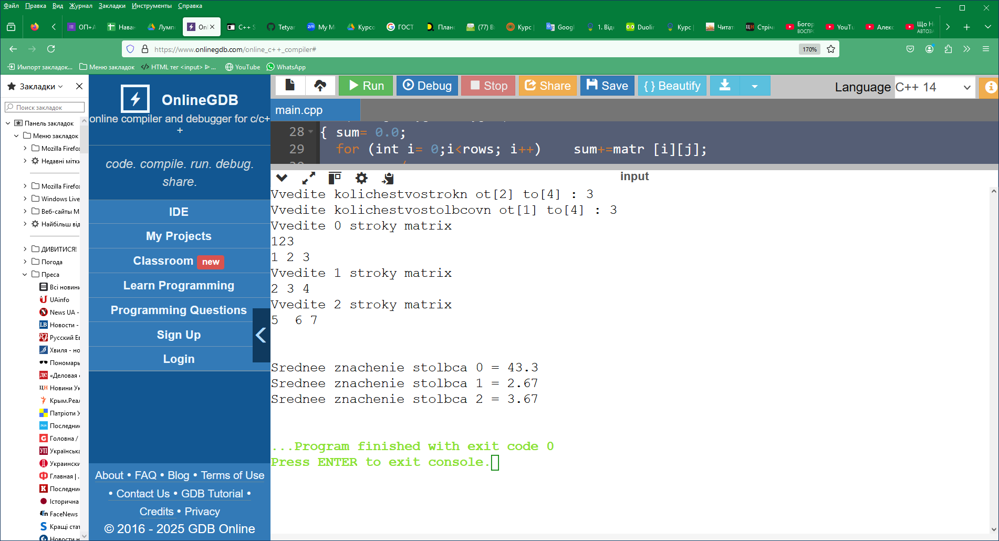 Файл Правка Вид Журнал Закладки Инструменты Справка
ОП+А Наван Лумп Onl C++ S Tetyar My M Курсо ГОСТ План (77) В Курс | Googl 1. Відк Duolin Курс | Читат Стріч Богор ВОСПРО YouTu Алекс Що Н АВТОЗА
https://www.onlinegdb.com/online_c++_compiler# 170%
Импорт закладок... Меню закладок HTML тег <input> ... YouTube WhatsApp
Закладки
Поиск закладок
Панель закладок
Меню закладок
Mozilla Firefo
Недавні мітки
Mozilla Firefo
Windows Live
Веб-сайты М
Найбільш від
ДИВИТИСЯ!
Погода
Преса
Всі новини
UAinfo
News UA -
Новости -
Русский Ев
Хвиля - но
Пономарь
«Деловая с
Новини Ук
Крым.Реал
Патріоти У
Последние
Головна /
Українська
Украински
Главная | ..
Последние
Історична
FaceNews
Кращі стат
Новости н
OnlineGDB
online compiler and debugger for c/c+
+
code. compile. run. debug.
share.
IDE
My Projects
Classroom new
Learn Programming
Programming Questions
Sign Up
Login
About • FAQ • Blog • Terms of Use
• Contact Us • GDB Tutorial •
Credits • Privacy
© 2016 - 2025 GDB Online
Run Debug Stop Share Save { } Beautify Language C++ 14
main.cpp
28 { sum= 0.0;
29 for (int i= 0;i<rows; i++) sum+=matr [i][j];
input
Vvedite kolichestvostrokn ot[2] to[4] : 3
Vvedite kolichestvostolbcovn ot[1] to[4] : 3
Vvedite 0 stroky matrix
123
1 2 3
Vvedite 1 stroky matrix
2 3 4
Vvedite 2 stroky matrix
5  6 7
Srednee znachenie stolbca 0 = 43.3
Srednee znachenie stolbca 1 = 2.67
Srednee znachenie stolbca 2 = 3.67
...Program finished with exit code 0
Press ENTER to exit console.